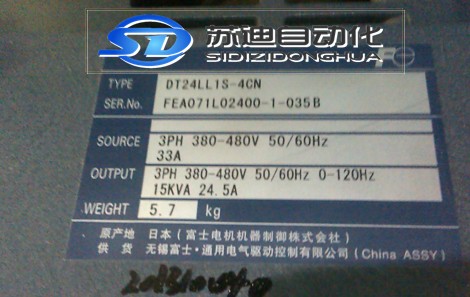 SD 苏迪自动化
SIDIZIDONGHUA
TYPE DT24LL1S-4CN
SER.No. FEA071L02400-1-035B
SOURCE 3PH 380-480V 50/60Hz
33A
OUTPUT 3PH 380-480V 50/60Hz 0-120Hz
15KVA 24.5A
WEIGHT 5.7 kg
原产地 日本（富士电机机器制御株式会社）
供 货 无锡富士·通用电气驱动控制有限公司（China ASSY）